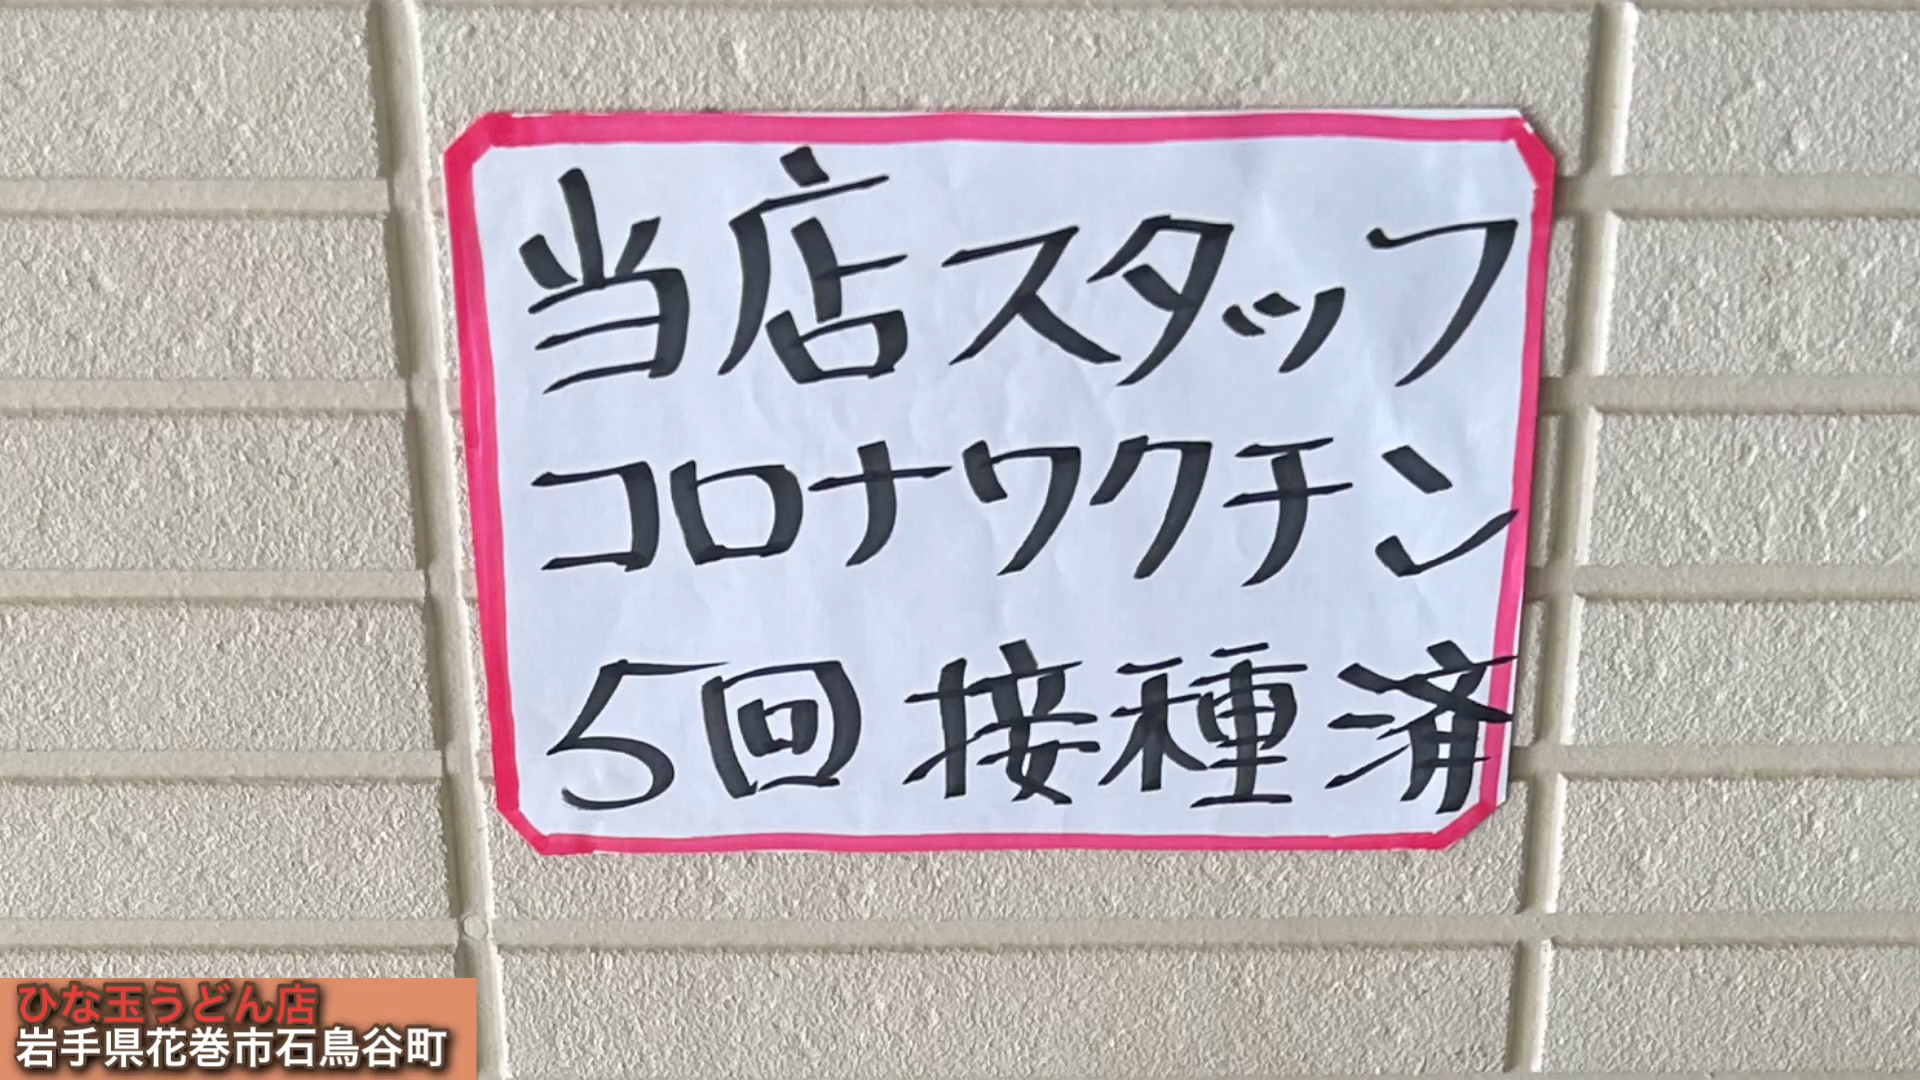 当店スタッフ
コロナワクチン
5回接種済
ひな玉うどん店
岩手県花巻市石鳥谷町